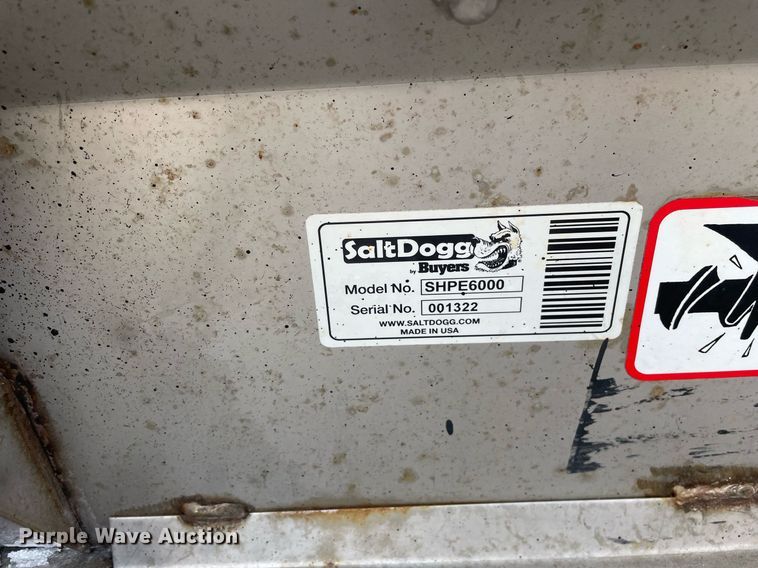 SaltDogg
by Buyers
Model No. SHPE6000
Serial No. 001322
WWW.SALTDOGG.COM
MADE IN USA
Purple Wave Auction